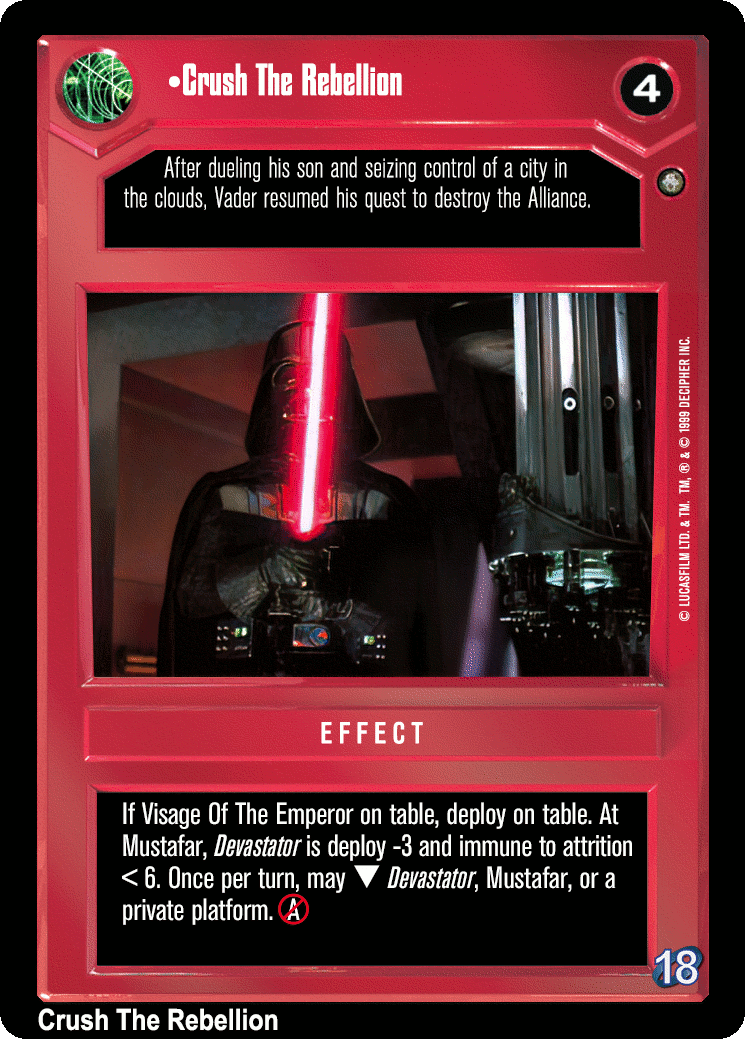 •Crush The Rebellion
4
After dueling his son and seizing control of a city in
the clouds, Vader resumed his quest to destroy the Alliance.
© LUCASFILM LTD. & TM. TM, ® & © 1999 DECIPHER INC.
EFFECT
If Visage Of The Emperor on table, deploy on table. At
Mustafar, Devastator is deploy -3 and immune to attrition
< 6. Once per turn, may ▼ Devastator, Mustafar, or a
private platform. A
18
Crush The Rebellion